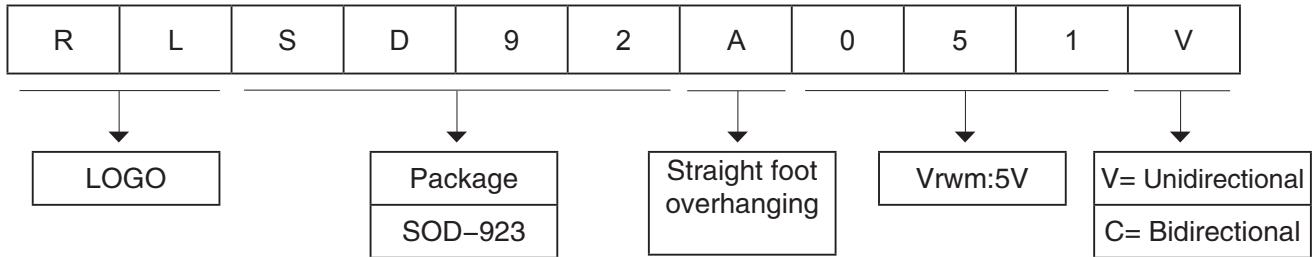 R L S D 9 2 A 0 5 1 V
LOGO
Package
SOD−923
Straight foot
overhanging
Vrwm:5V
V= Unidirectional
C= Bidirectional